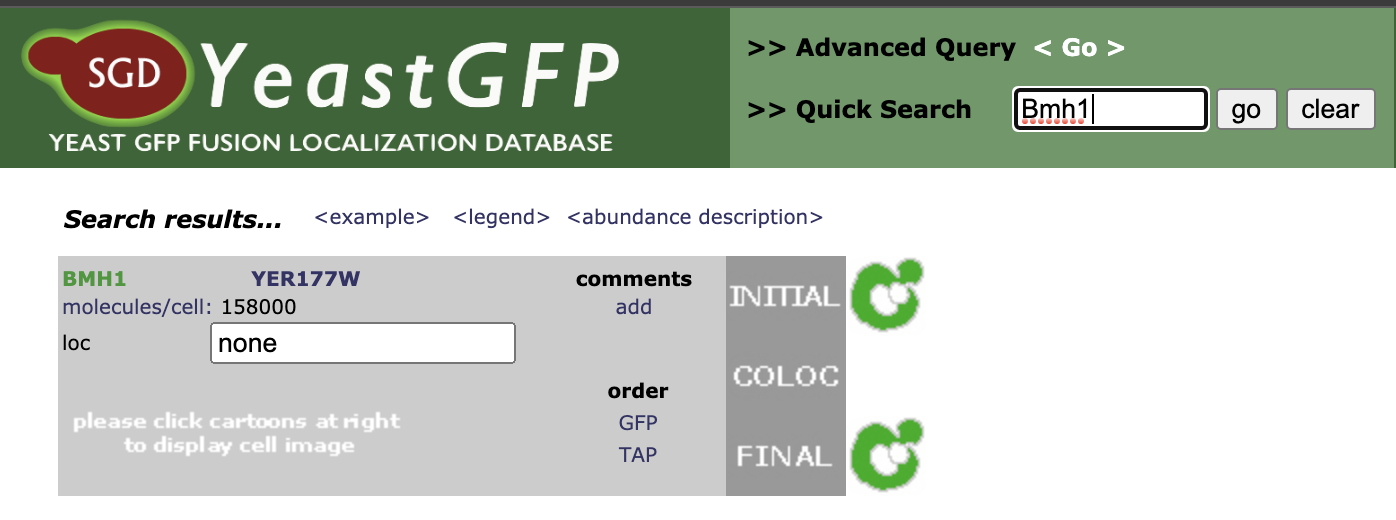 SGD YeastGFP
YEAST GFP FUSION LOCALIZATION DATABASE
>> Advanced Query < Go >
>> Quick Search Bmh1 go clear
Search results... <example> <legend> <abundance description>
BMH1 YER177W comments
molecules/cell: 158000 add
loc none
order
GFP
TAP
please click cartoons at right
to display cell image
INITIAL
COLOC
FINAL